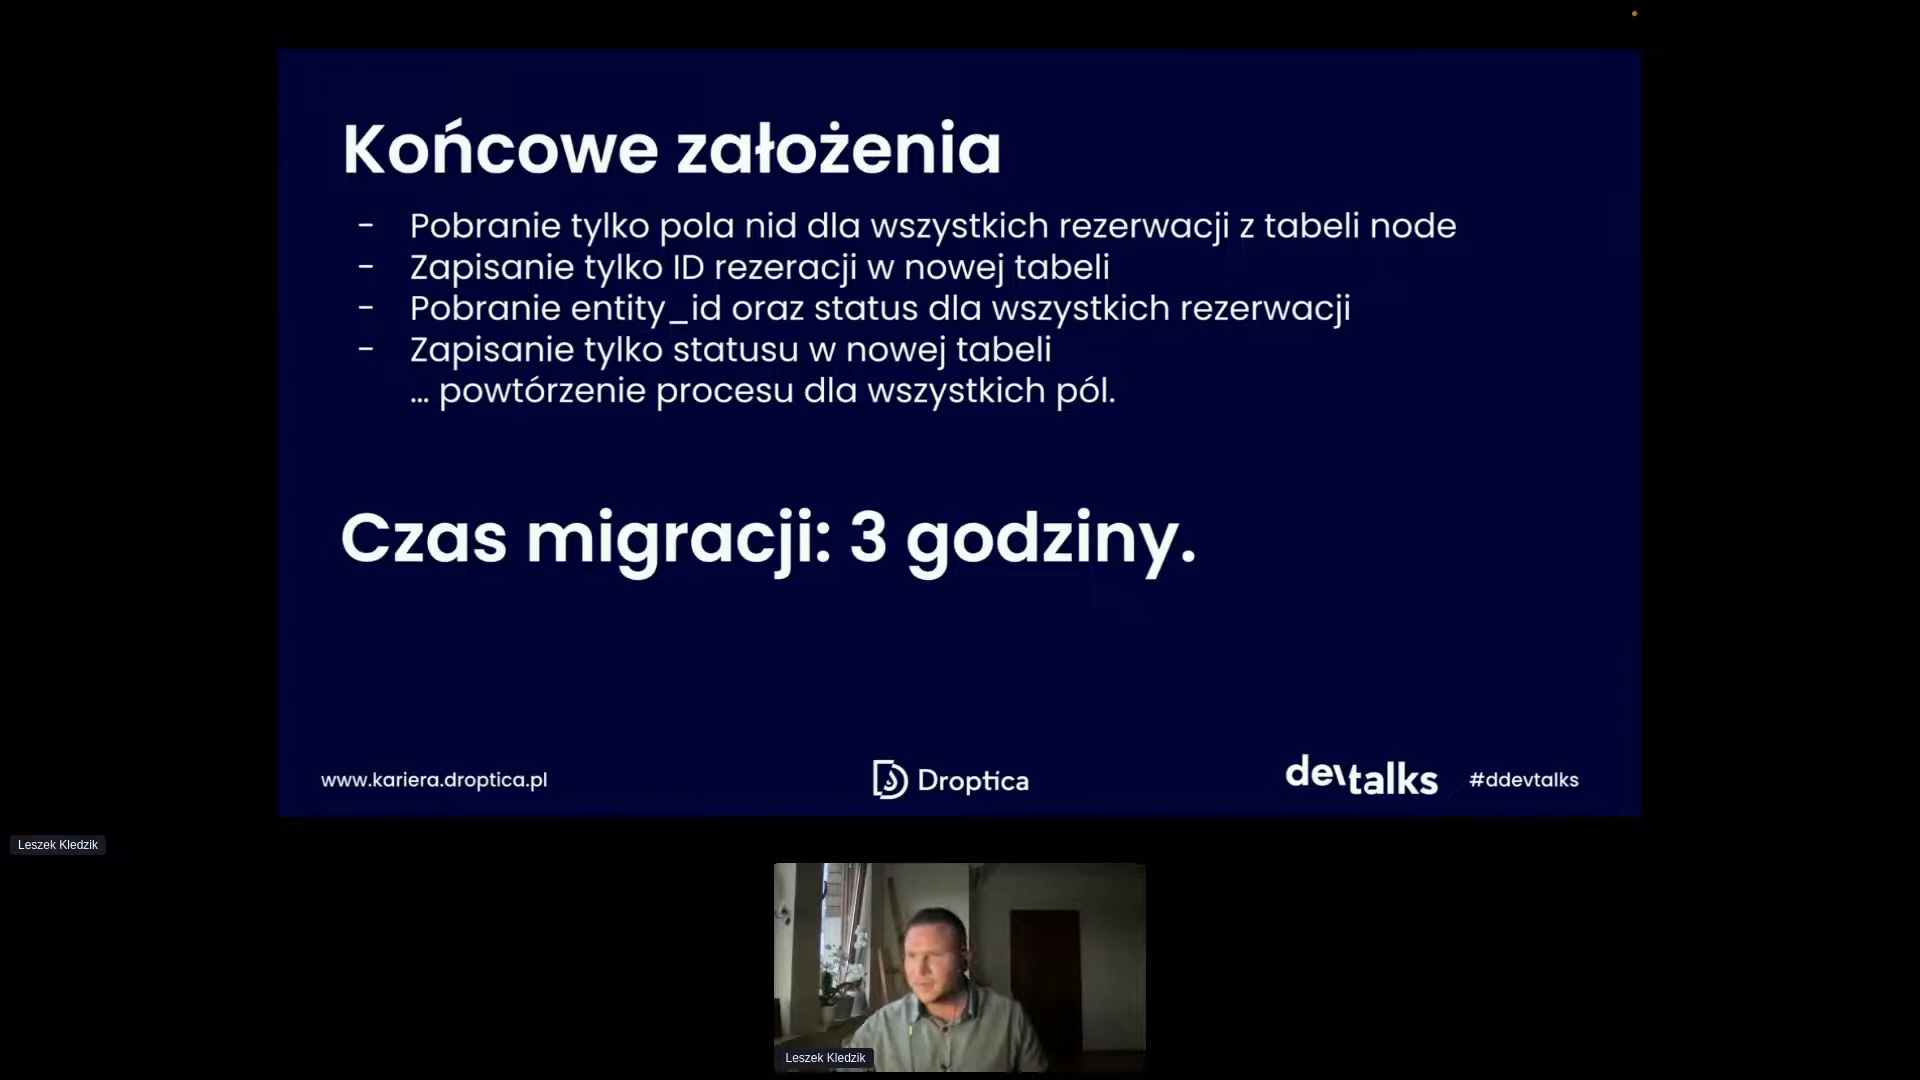 Końcowe założenia
- Pobranie tylko pola nid dla wszystkich rezerwacji z tabeli node
- Zapisanie tylko ID rezeracji w nowej tabeli
- Pobranie entity_id oraz status dla wszystkich rezerwacji
- Zapisanie tylko statusu w nowej tabeli
... powtórzenie procesu dla wszystkich pól.
Czas migracji: 3 godziny.
www.kariera.droptica.pl
Droptica
devtalks
#ddevtalks
Leszek Kledzik
Leszek Kledzik